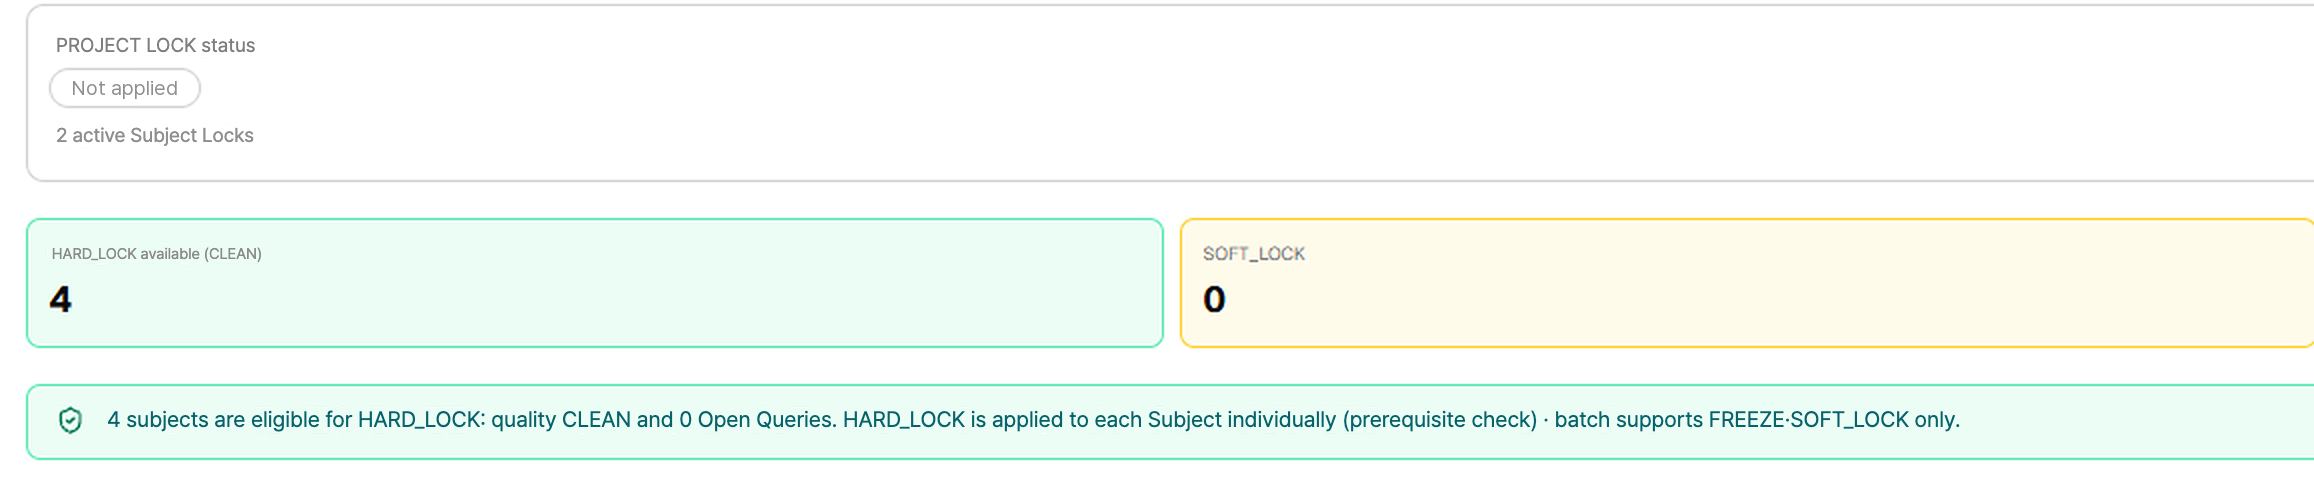 PROJECT LOCK status
Not applied
2 active Subject Locks
HARD_LOCK available (CLEAN)
4
SOFT_LOCK
0
4 subjects are eligible for HARD_LOCK: quality CLEAN and 0 Open Queries. HARD_LOCK is applied to each Subject individually (prerequisite check) · batch supports FREEZE·SOFT_LOCK only.